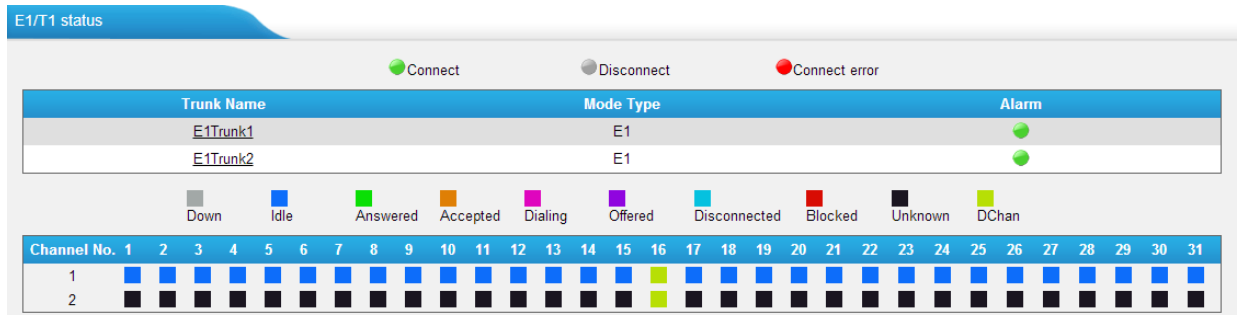 E1/T1 status
Connect Disconnect Connect error
Trunk Name Mode Type Alarm
E1Trunk1 E1
E1Trunk2 E1
Down Idle Answered Accepted Dialing Offered Disconnected Blocked Unknown DChan
Channel No. 1 2 3 4 5 6 7 8 9 10 11 12 13 14 15 16 17 18 19 20 21 22 23 24 25 26 27 28 29 30 31
1
2